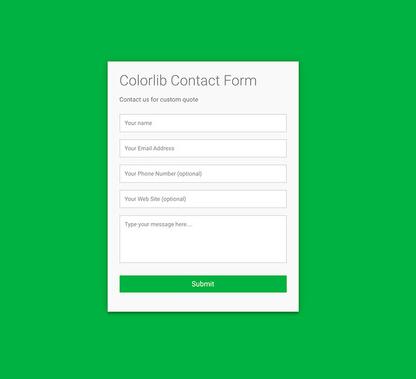 Colorlib Contact Form
Contact us for custom quote
Your name
Your Email Address
Your Phone Number (optional)
Your Web Site (optional)
Type your message here....
Submit